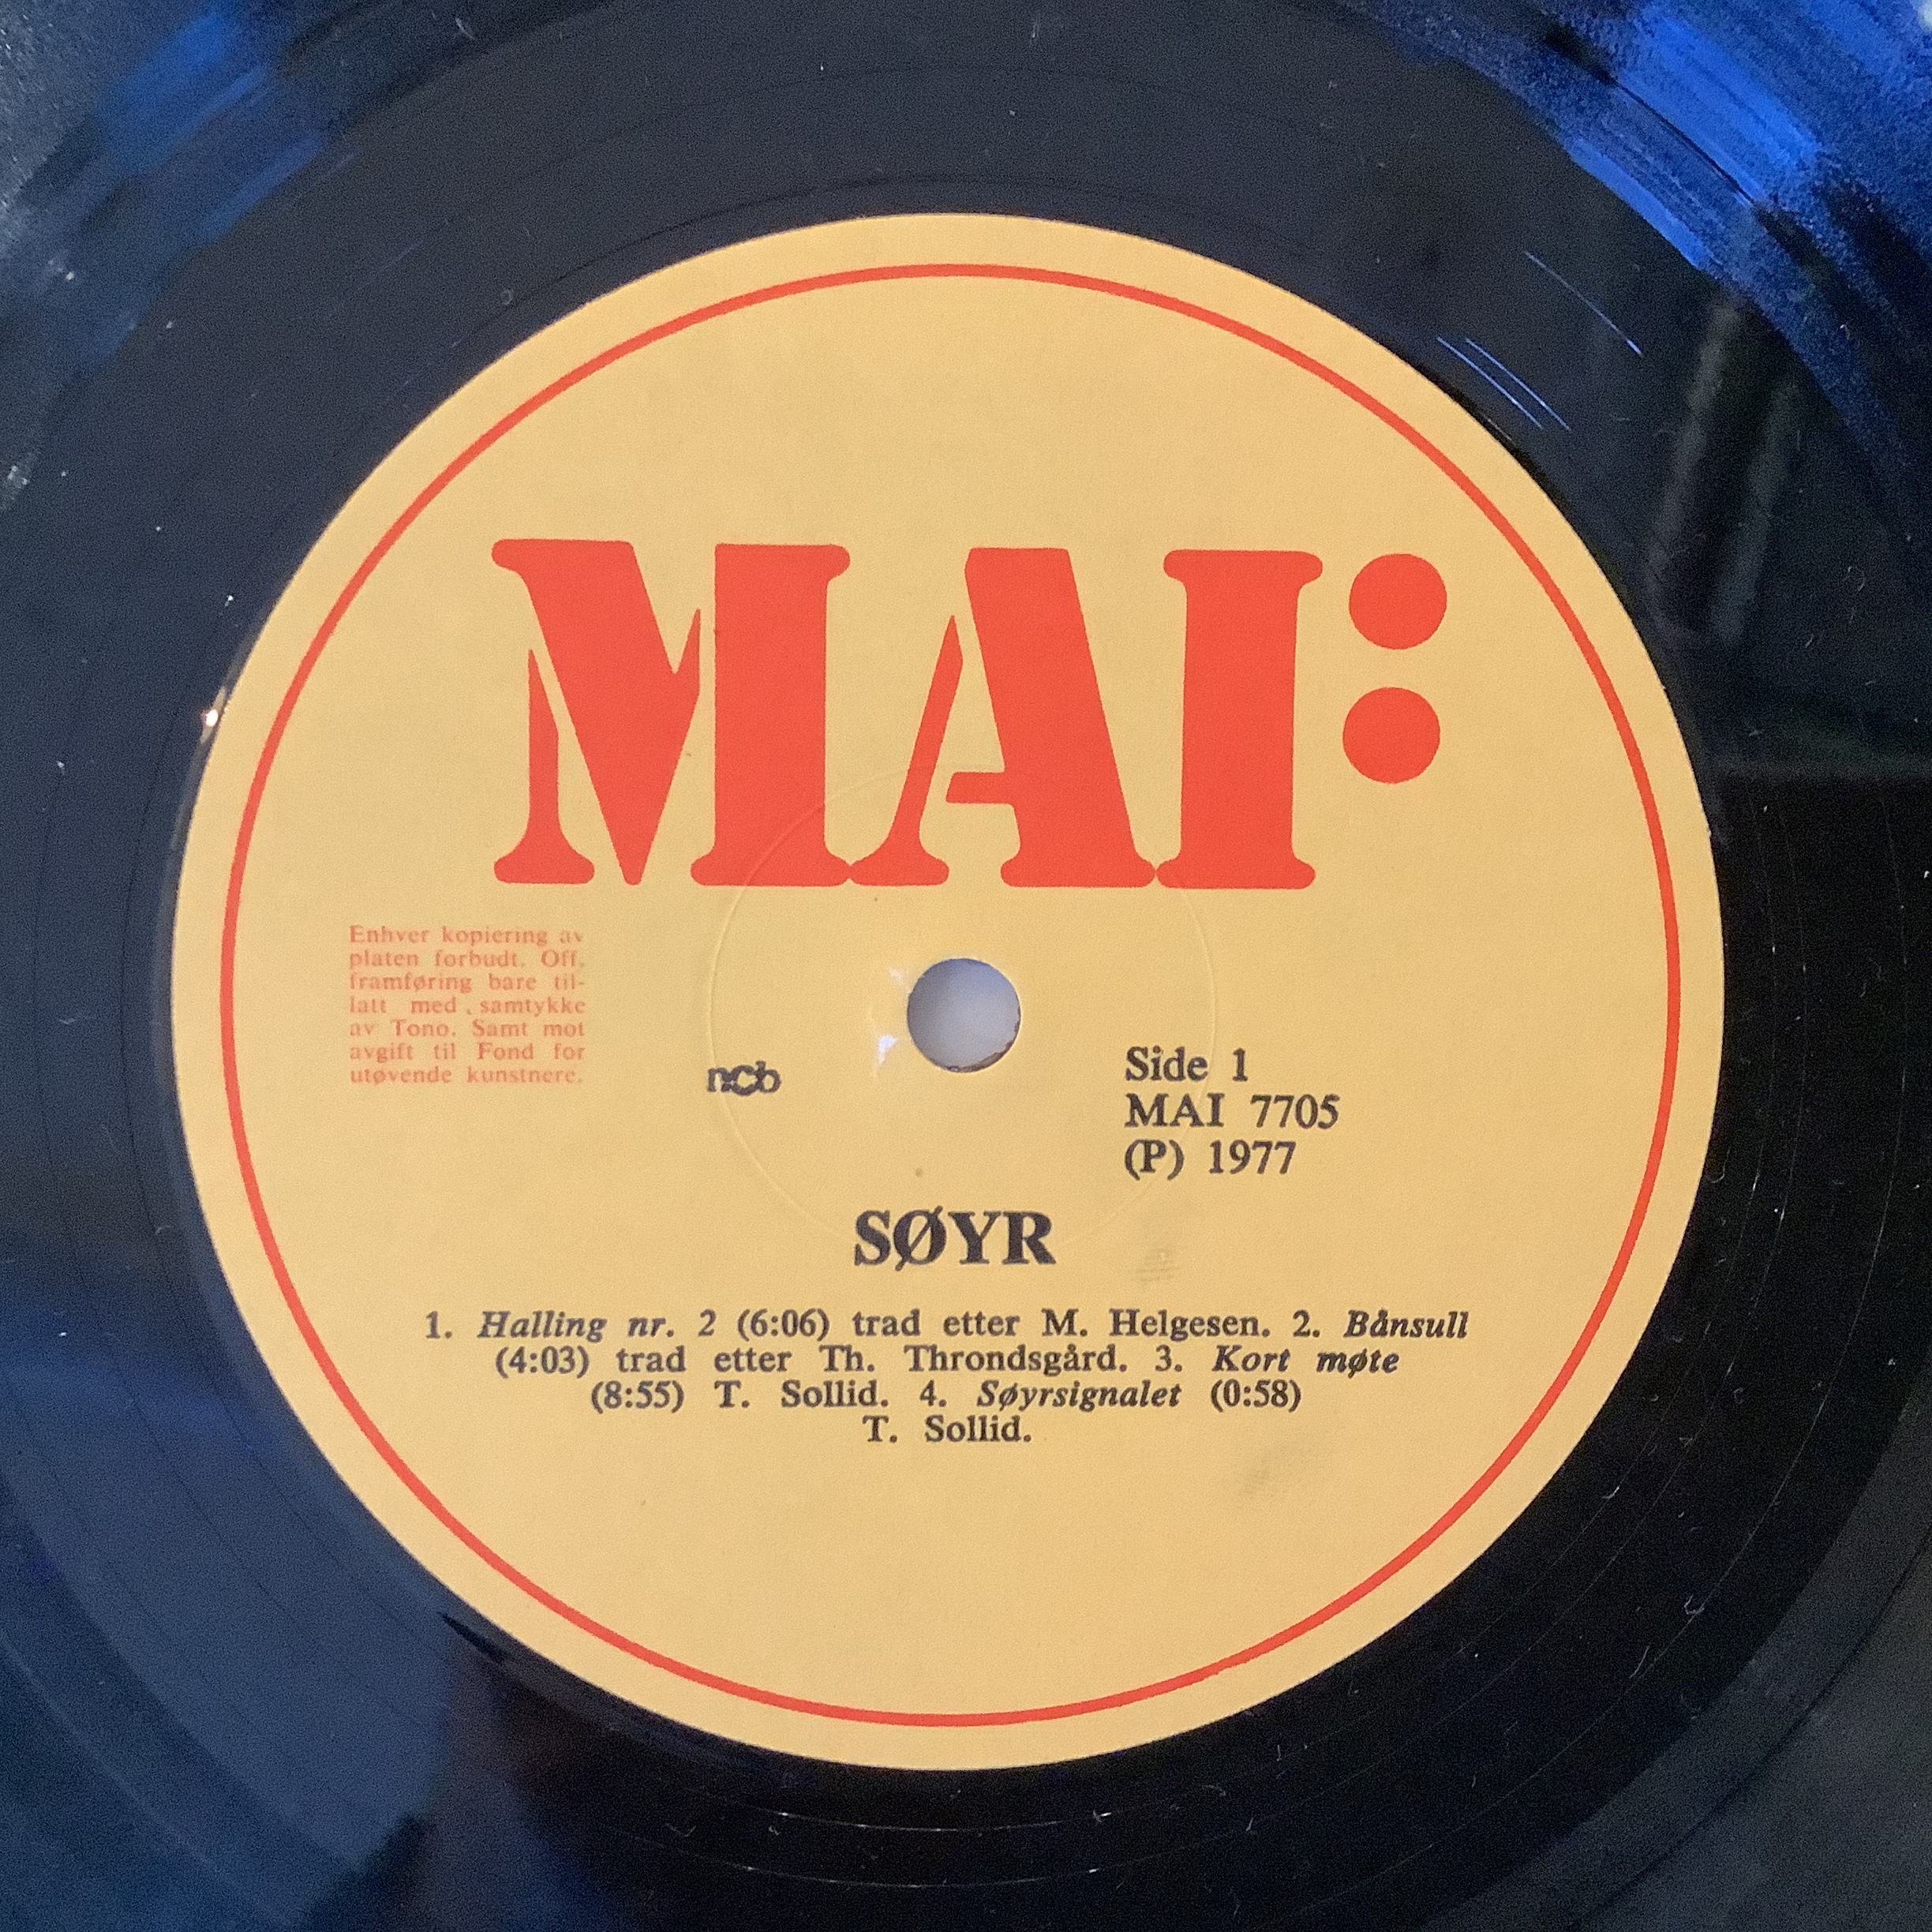 MAI:
Enhver kopiering av
platen forbudt. Off.
framføring bare til-
latt med samtykke
av Tono. Samt mot
avgift til Fond for
utøvende kunstnere.
ncb
Side 1
MAI 7705
(P) 1977
SØYR
1. Halling nr. 2 (6:06) trad etter M. Helgesen. 2. Bånsull
(4:03) trad etter Th. Throndsgård. 3. Kort møte
(8:55) T. Sollid. 4. Søyrsignalet (0:58)
T. Sollid.